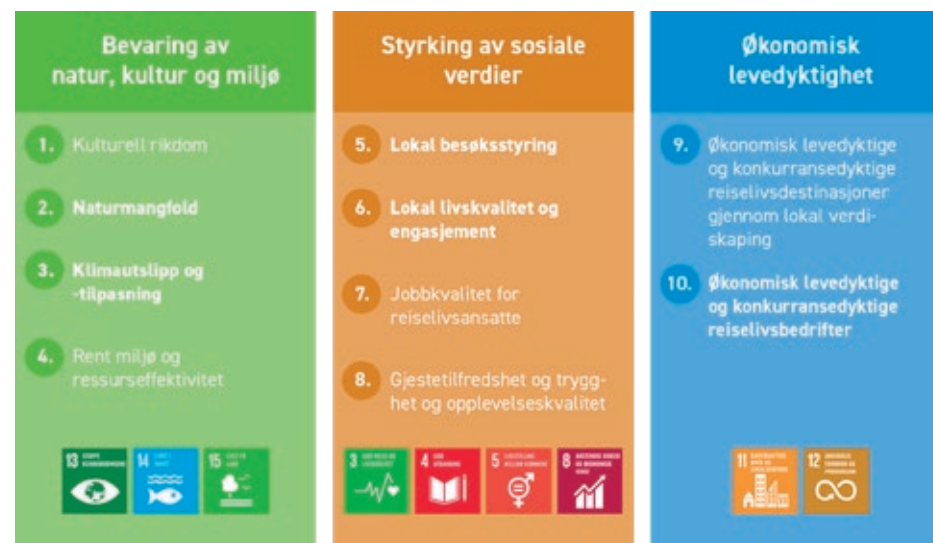 Bevaring av
natur, kultur og miljø
1. Kulturell rikdom
2. Naturmangfold
3. Klimautslipp og
-tilpasning
4. Rent miljø og
ressurseffektivitet
13
14
15
Styrking av sosiale
verdier
5. Lokal besøksstyring
6. Lokal livskvalitet og
engasjement
7. Jobbkvalitet for
reiselivsansatte
8. Gjestetilfredshet og trygg-
het og opplevelseskvalitet
3
4
5
8
Økonomisk
levedyktighet
9. Økonomisk levedyktige
og konkurransedyktige
reiselivsdestinasjoner
gjennom lokal verdi-
skaping
10. Økonomisk levedyktige
og konkurransedyktige
reiselivsbedrifter
11
12